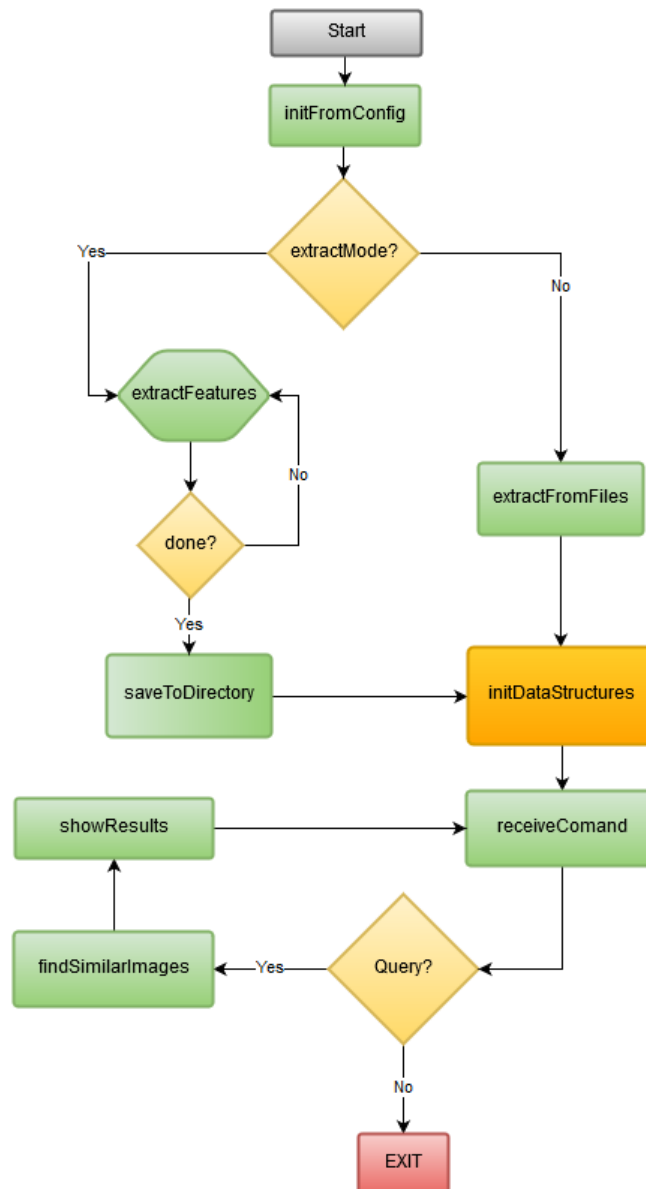 Start
initFromConfig
extractMode?
Yes
No
extractFeatures
No
extractFromFiles
done?
Yes
saveToDirectory
initDataStructures
showResults
receiveComand
findSimilarImages
Yes
Query?
No
EXIT